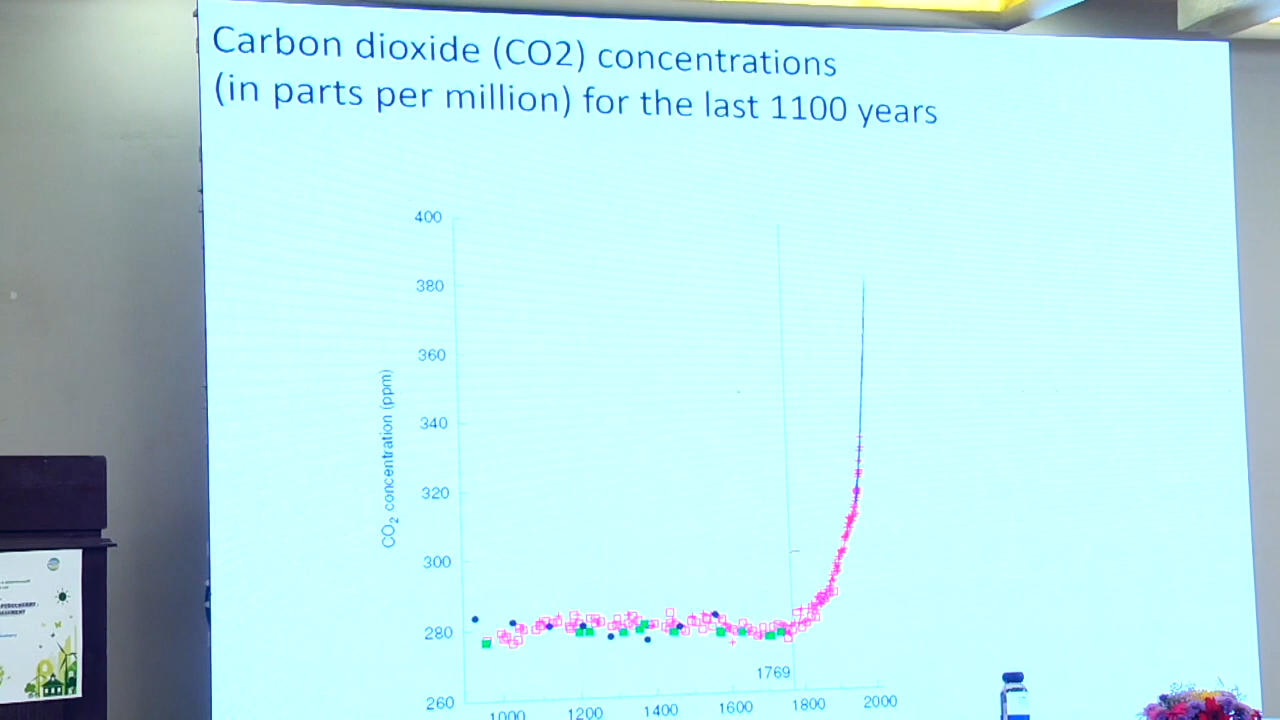 Carbon dioxide (CO2) concentrations
(in parts per million) for the last 1100 years
400
380
360
340
320
300
280
260
CO2 concentration (ppm)
1769
1000 1200 1400 1600 1800 2000